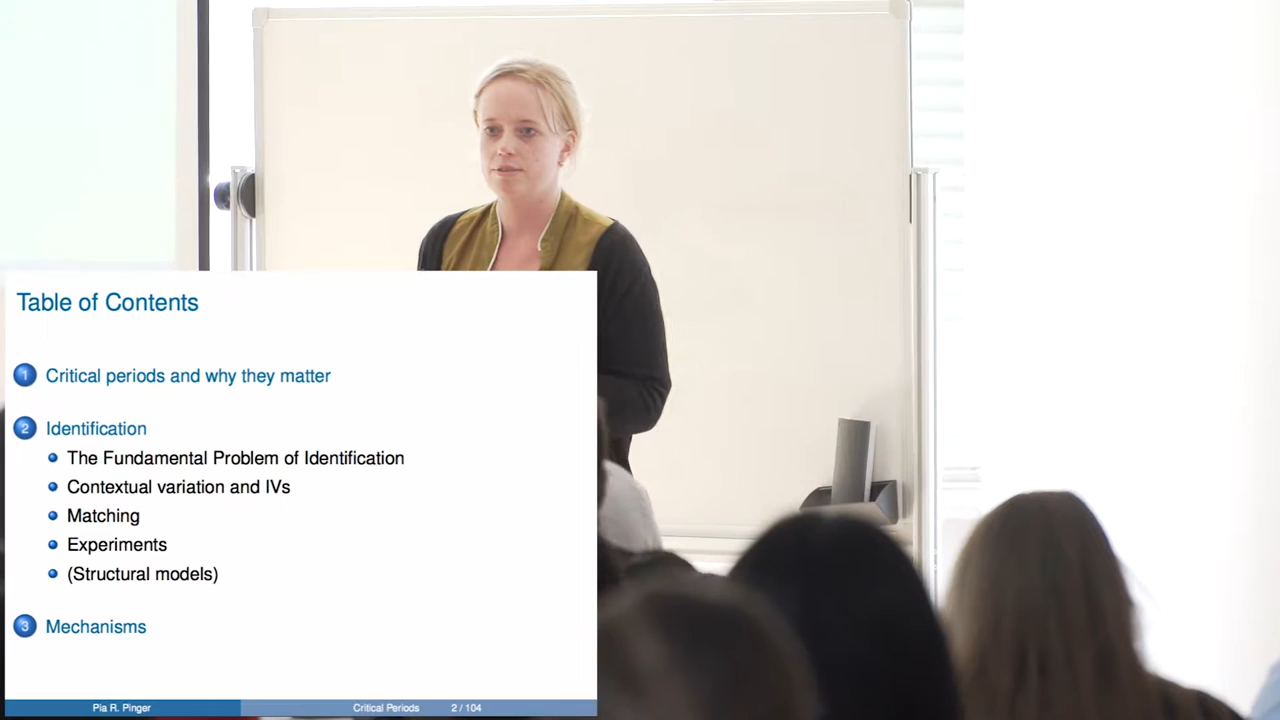 Table of Contents
1 Critical periods and why they matter
2 Identification
The Fundamental Problem of Identification
Contextual variation and IVs
Matching
Experiments
(Structural models)
3 Mechanisms
Pia R. Pinger Critical Periods 2 / 104